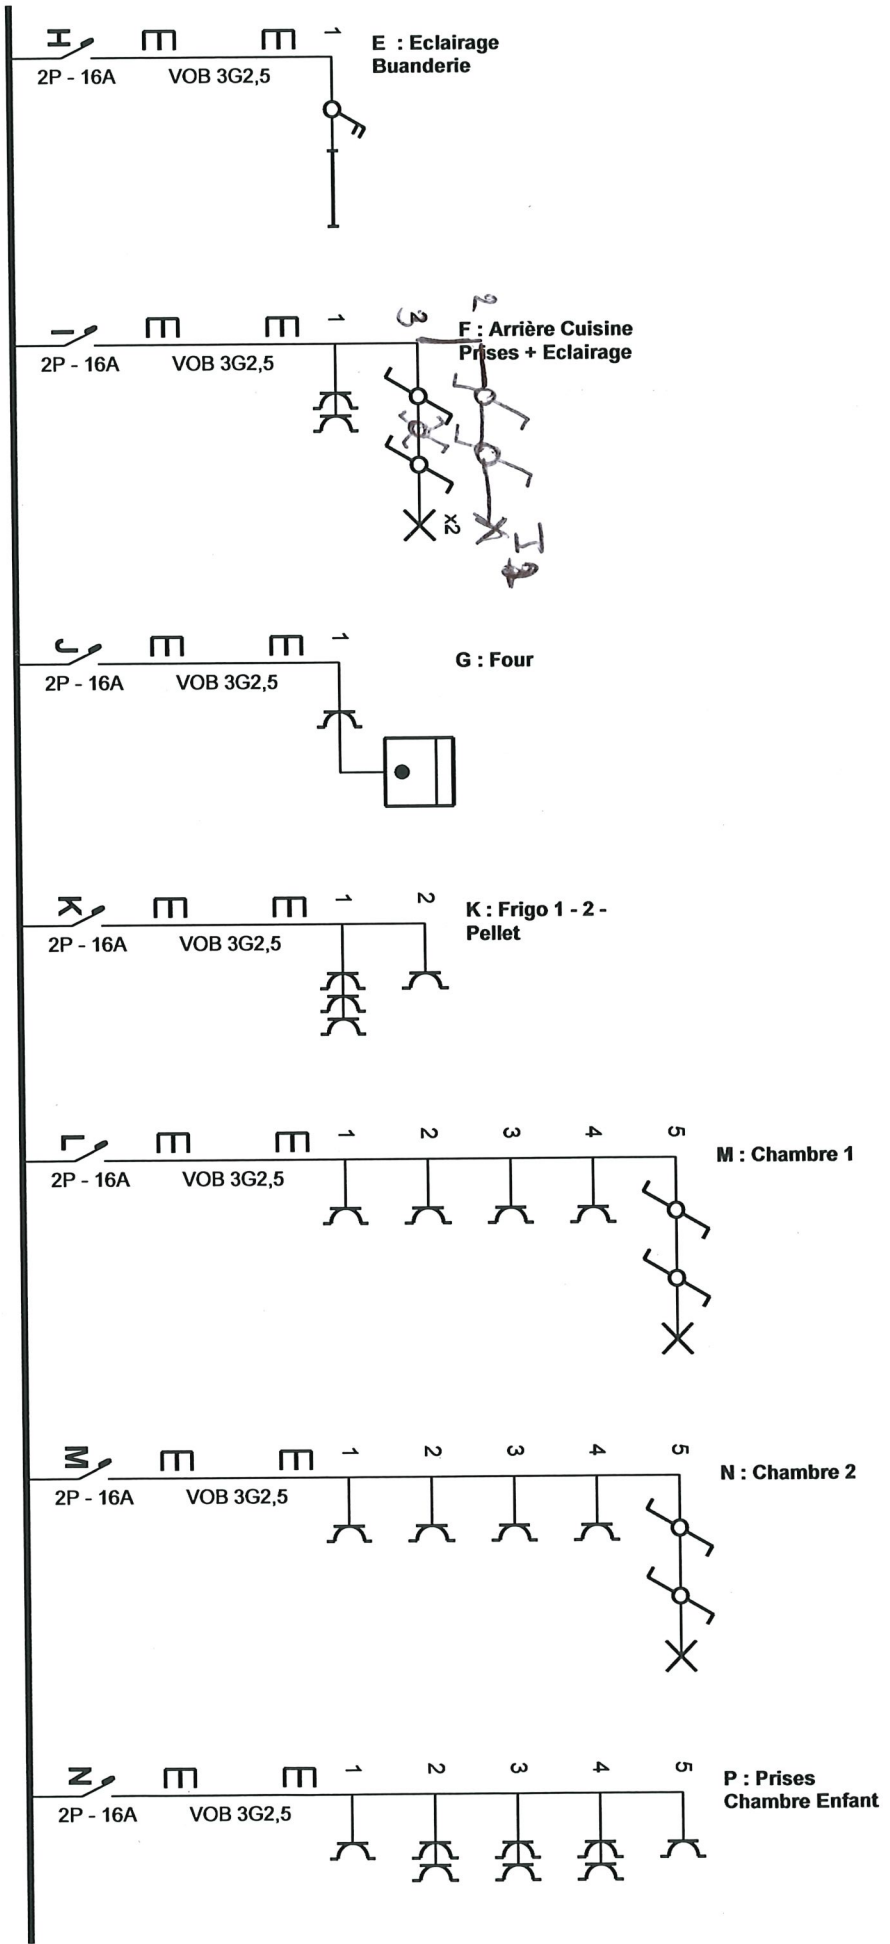 H
1
E : Eclairage
Buanderie
2P - 16A
VOB 3G2,5
I
1
3
2
F : Arrière Cuisine
Prises + Eclairage
2P - 16A
VOB 3G2,5
x2
J
1
G : Four
2P - 16A
VOB 3G2,5
K
1
2
K : Frigo 1 - 2 -
Pellet
2P - 16A
VOB 3G2,5
L
1
2
3
4
5
M : Chambre 1
2P - 16A
VOB 3G2,5
M
1
2
3
4
5
N : Chambre 2
2P - 16A
VOB 3G2,5
N
1
2
3
4
5
P : Prises
Chambre Enfant
2P - 16A
VOB 3G2,5